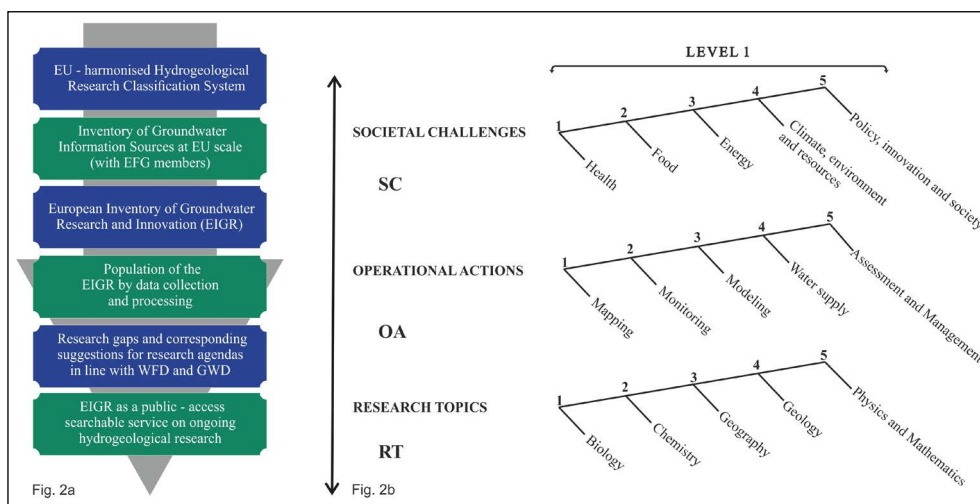 EU - harmonised Hydrogeological
Research Classification System
Inventory of Groundwater
Information Sources at EU scale
(with EFG members)
European Inventory of Groundwater
Research and Innovation (EIGR)
Population of the
EIGR by data collection
and processing
Research gaps and corresponding
suggestions for research agendas
in line with WFD and GWD
EIGR as a public - access
searchable service on ongoing
hydrogeological research
Fig. 2a
LEVEL 1
SOCIETAL CHALLENGES
SC
1
Health
2
Food
3
Energy
4
Climate, environment
and resources
5
Policy, innovation and society
OPERATIONAL ACTIONS
OA
1
Mapping
2
Monitoring
3
Modeling
4
Water supply
5
Assessment and Management
RESEARCH TOPICS
RT
1
Biology
2
Chemistry
3
Geography
4
Geology
5
Physics and Mathematics
Fig. 2b